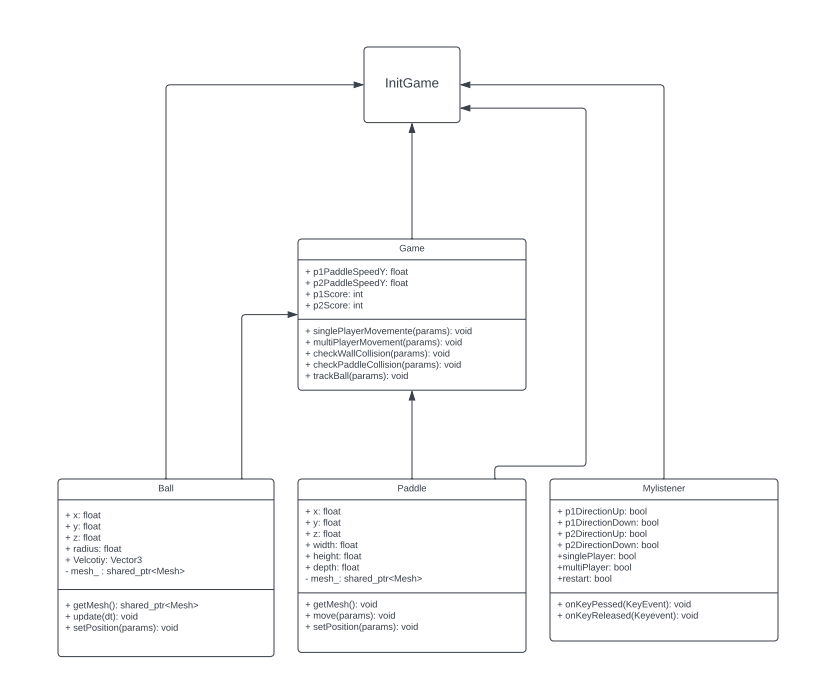 InitGame
Game
+ p1PaddleSpeedY: float
+ p2PaddleSpeedY: float
+ p1Score: int
+ p2Score: int
+ singlePlayerMovemente(params): void
+ multiPlayerMovement(params): void
+ checkWallCollision(params): void
+ checkPaddleCollision(params): void
+ trackBall(params): void
Ball
+ x: float
+ y: float
+ z: float
+ radius: float
+ Velcotiy: Vector3
- mesh_ : shared_ptr<Mesh>
+ getMesh(): shared_ptr<Mesh>
+ update(dt): void
+ setPosition(params): void
Paddle
+ x: float
+ y: float
+ z: float
+ width: float
+ height: float
+ depth: float
- mesh_ : shared_ptr<Mesh>
+ getMesh(): void
+ move(params): void
+ setPosition(params): void
Mylistener
+ p1DirectionUp: bool
+ p1DirectionDown: bool
+ p2DirectionUp: bool
+ p2DirectionDown: bool
+singlePlayer: bool
+multiPlayer: bool
+restart: bool
+ onKeyPessed(KeyEvent): void
+ onKeyReleased(Keyevent): void